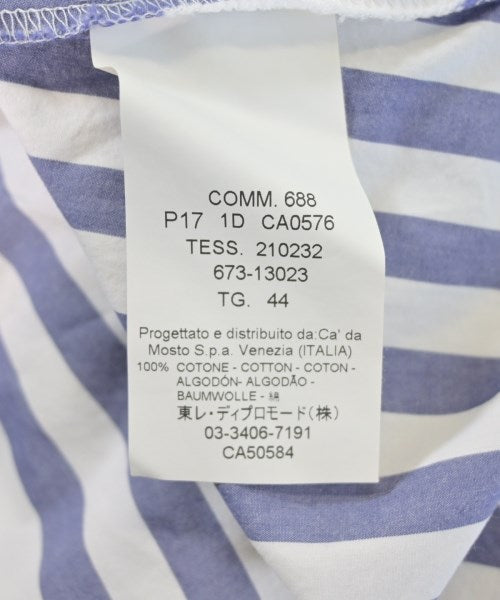 COMM. 688
P17 1D CA0576
TESS. 210232
673-13023
TG. 44
Progettato e distribuito da:Ca' da
Mosto S.p.a. Venezia (ITALIA)
100% COTONE - COTTON - COTON -
ALGODÓN- ALGODÃO -
BAUMWOLLE - 綿
東レ・ディプロモード(株)
03-3406-7191
CA50584